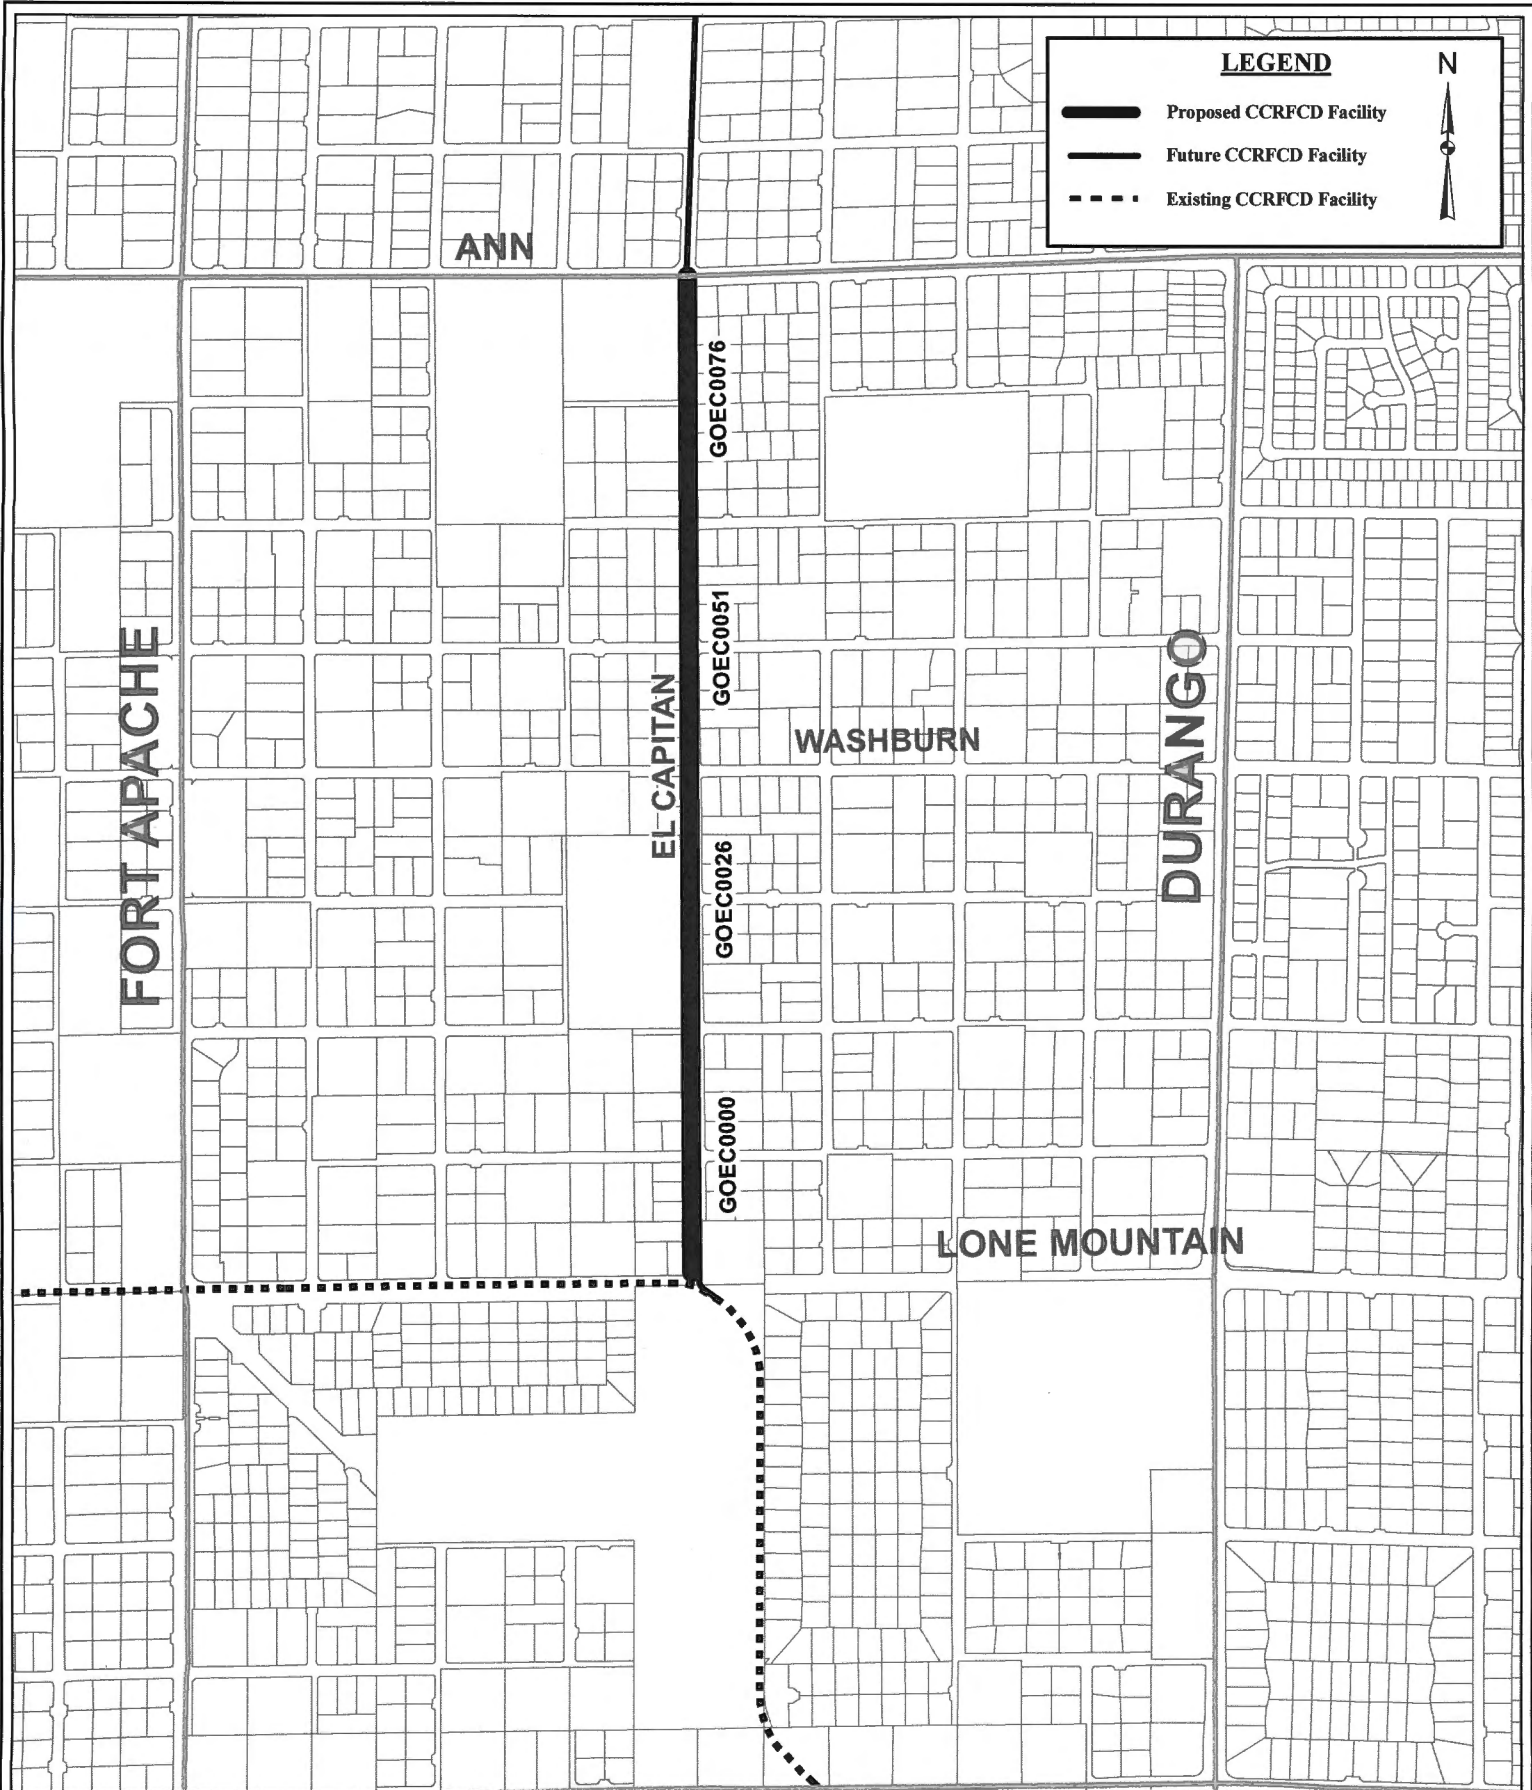 LEGEND
N
Proposed CCRFCD Facility
Future CCRFCD Facility
Existing CCRFCD Facility
ANN
GOEC0076
GOEC0051
FORT APACHE
EL CAPITAN
WASHBURN
DURANGO
GOEC0026
GOEC0000
LONE MOUNTAIN